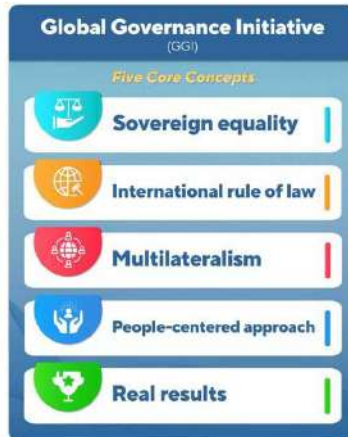 Global Governance Initiative
(GGI)
Five Core Concepts
Sovereign equality
International rule of law
Multilateralism
People-centered approach
Real results